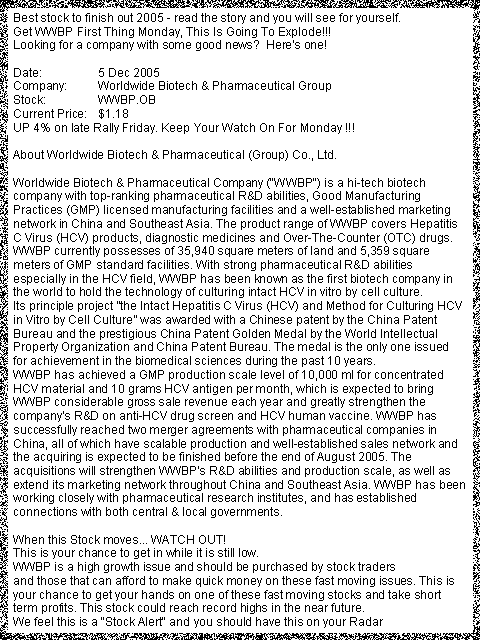 Best stock to finish out 2005 - read the story and you will see for yourself.
Get WWBP First Thing Monday, This Is Going To Explode!!!
Looking for a company with some good news?  Here's one!
Date: 5 Dec 2005
Company: Worldwide Biotech & Pharmaceutical Group
Stock: WWBP.OB
Current Price: $1.18
UP 4% on late Rally Friday. Keep Your Watch On For Monday !!!
About Worldwide Biotech & Pharmaceutical (Group) Co., Ltd.
Worldwide Biotech & Pharmaceutical Company ("WWBP") is a hi-tech biotech
company with top-ranking pharmaceutical R&D abilities, Good Manufacturing
Practices (GMP) licensed manufacturing facilities and a well-established marketing
network in China and Southeast Asia. The product range of WWBP covers Hepatitis
C Virus (HCV) products, diagnostic medicines and Over-The-Counter (OTC) drugs.
WWBP currently possesses of 35,940 square meters of land and 5,359 square
meters of GMP standard facilities. With strong pharmaceutical R&D abilities
especially in the HCV field, WWBP has been known as the first biotech company in
the world to hold the technology of culturing intact HCV in vitro by cell culture.
Its principle project "the Intact Hepatitis C Virus (HCV) and Method for Culturing HCV
in Vitro by Cell Culture" was awarded with a Chinese patent by the China Patent
Bureau and the prestigious China Patent Golden Medal by the World Intellectual
Property Organization and China Patent Bureau. The medal is the only one issued
for achievement in the biomedical sciences during the past 10 years.
WWBP has achieved a GMP production scale level of 10,000 ml for concentrated
HCV material and 10 grams HCV antigen per month, which is expected to bring
WWBP considerable gross sale revenue each year and greatly strengthen the
company's R&D on anti-HCV drug screen and HCV human vaccine. WWBP has
successfully reached two merger agreements with pharmaceutical companies in
China, all of which have scalable production and well-established sales network and
the acquiring is expected to be finished before the end of August 2005. The
acquisitions will strengthen WWBP's R&D abilities and production scale, as well as
extend its marketing network throughout China and Southeast Asia. WWBP has been
working closely with pharmaceutical research institutes, and has established
connections with both central & local governments.
When this Stock moves... WATCH OUT!
This is your chance to get in while it is still low.
WWBP is a high growth issue and should be purchased by stock traders
and those that can afford to make quick money on these fast moving issues. This is
your chance to get your hands on one of these fast moving stocks and take short
term profits. This stock could reach record highs in the near future.
We feel this is a "Stock Alert" and you should have this on your Radar